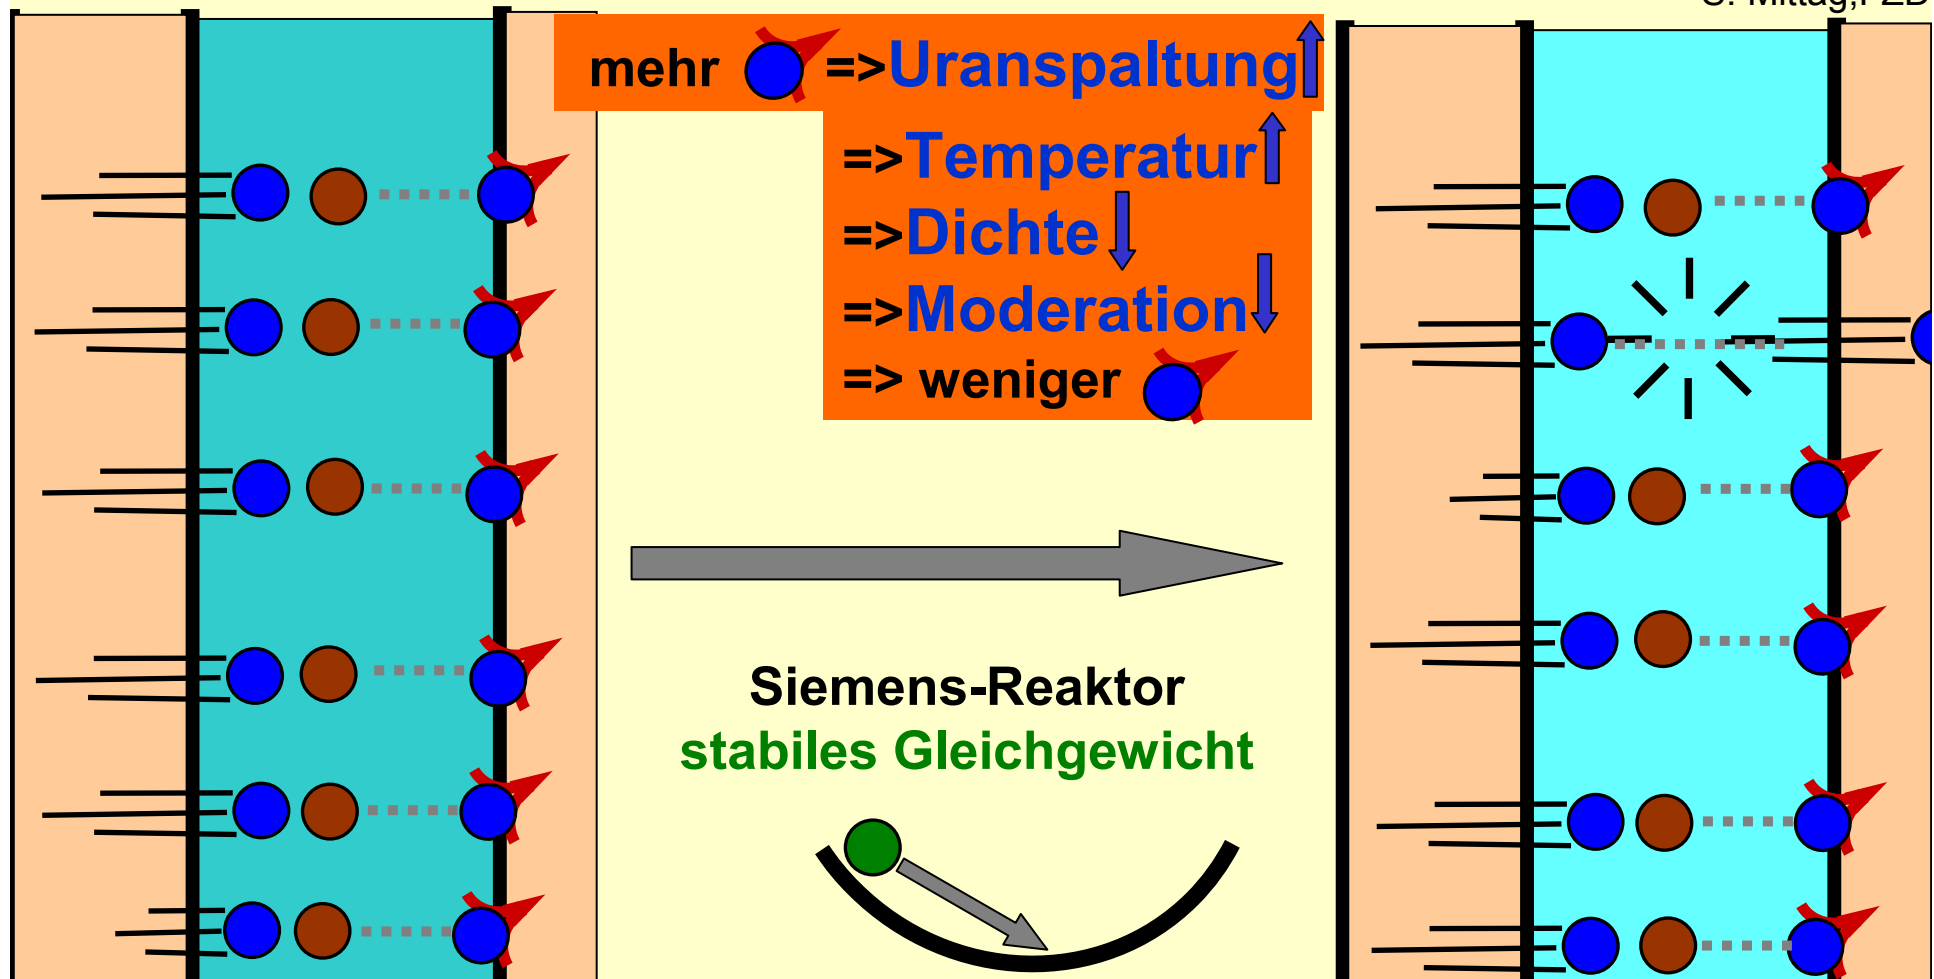 mehr =>Uranspaltung
=>Temperatur
=>Dichte
=>Moderation
=> weniger
Siemens-Reaktor
stabiles Gleichgewicht